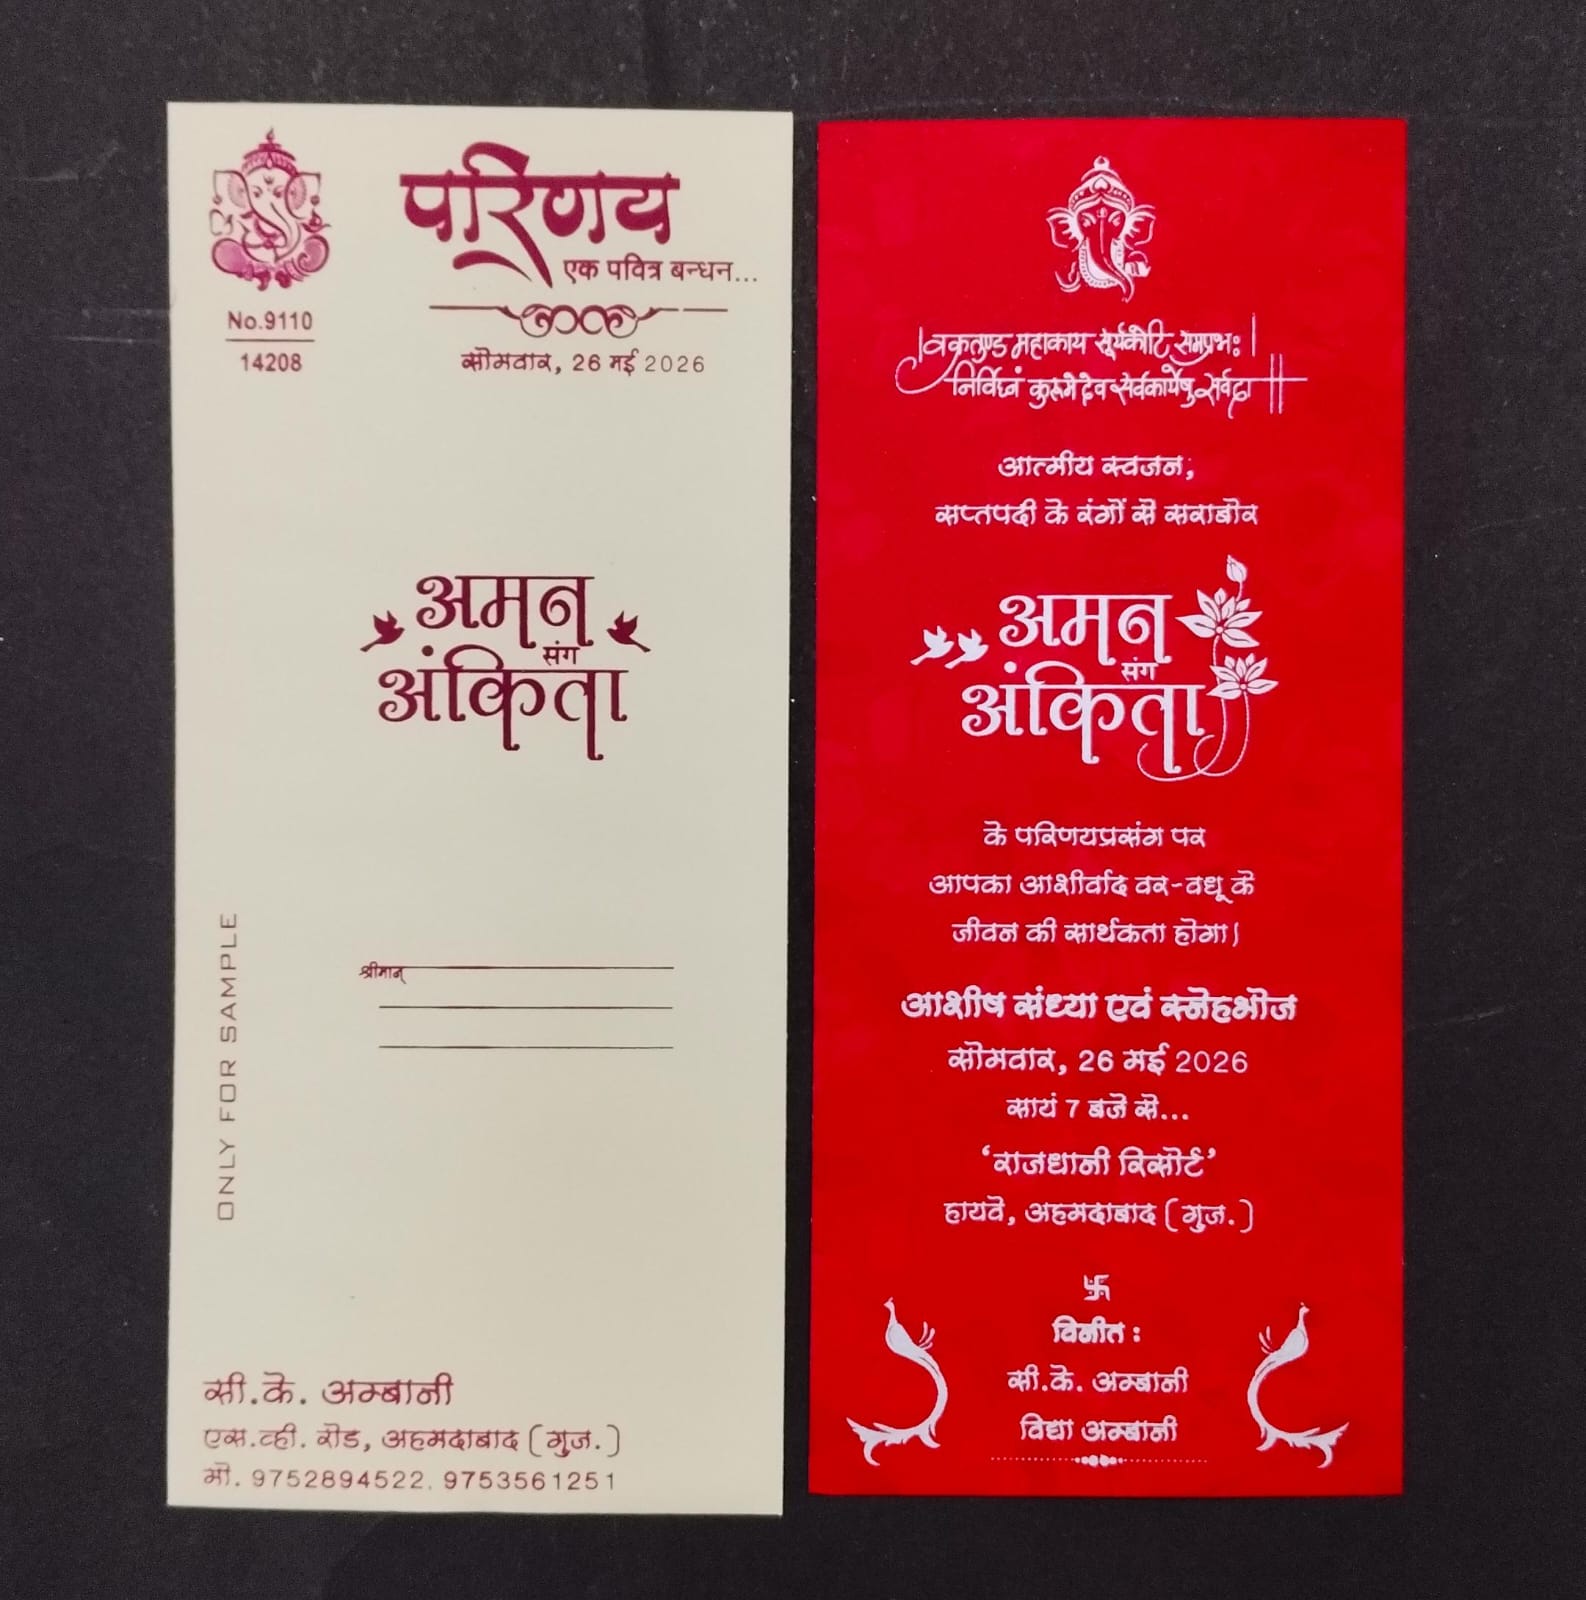 परिणय
एक पवित्र बन्धन...
No.9110
14208
सोमवार, 26 मई 2026
अमन
संग
अंकिता
श्रीमान्
ONLY FOR SAMPLE
सी.के. अम्बानी
एस.व्ही. रोड, अहमदाबाद (गुज.)
मो. 9752894522, 9753561251
।वक्रतुण्ड महाकाय सूर्यकोटि समप्रभः।
निर्विघ्नं कुरूमे देव सर्वकार्येषु सर्वदा॥
आत्मीय स्वजन,
सप्तपदी के रंगों से सराबोर
अमन
संग
अंकिता
के परिणयप्रसंग पर
आपका आशीर्वाद वर-वधू के
जीवन की सार्थकता होगा।
आशीष संध्या एवं स्नेहभोज
सोमवार, 26 मई 2026
सायं 7 बजे से...
‘राजधानी रिसोर्ट’
हायवे, अहमदाबाद (गुज.)
卐
विनीत :
सी.के. अम्बानी
विद्या अम्बानी